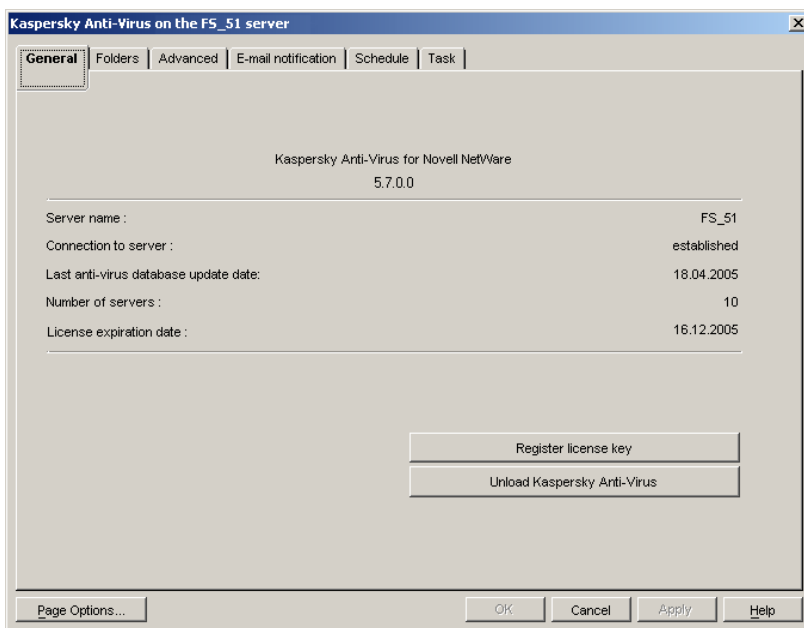 Kaspersky Anti-Virus on the FS_51 server
General Folders Advanced E-mail notification Schedule Task
Kaspersky Anti-Virus for Novell NetWare
5.7.0.0
Server name : FS_51
Connection to server : established
Last anti-virus database update date: 18.04.2005
Number of servers : 10
License expiration date : 16.12.2005
Register license key
Unload Kaspersky Anti-Virus
Page Options... OK Cancel Apply Help